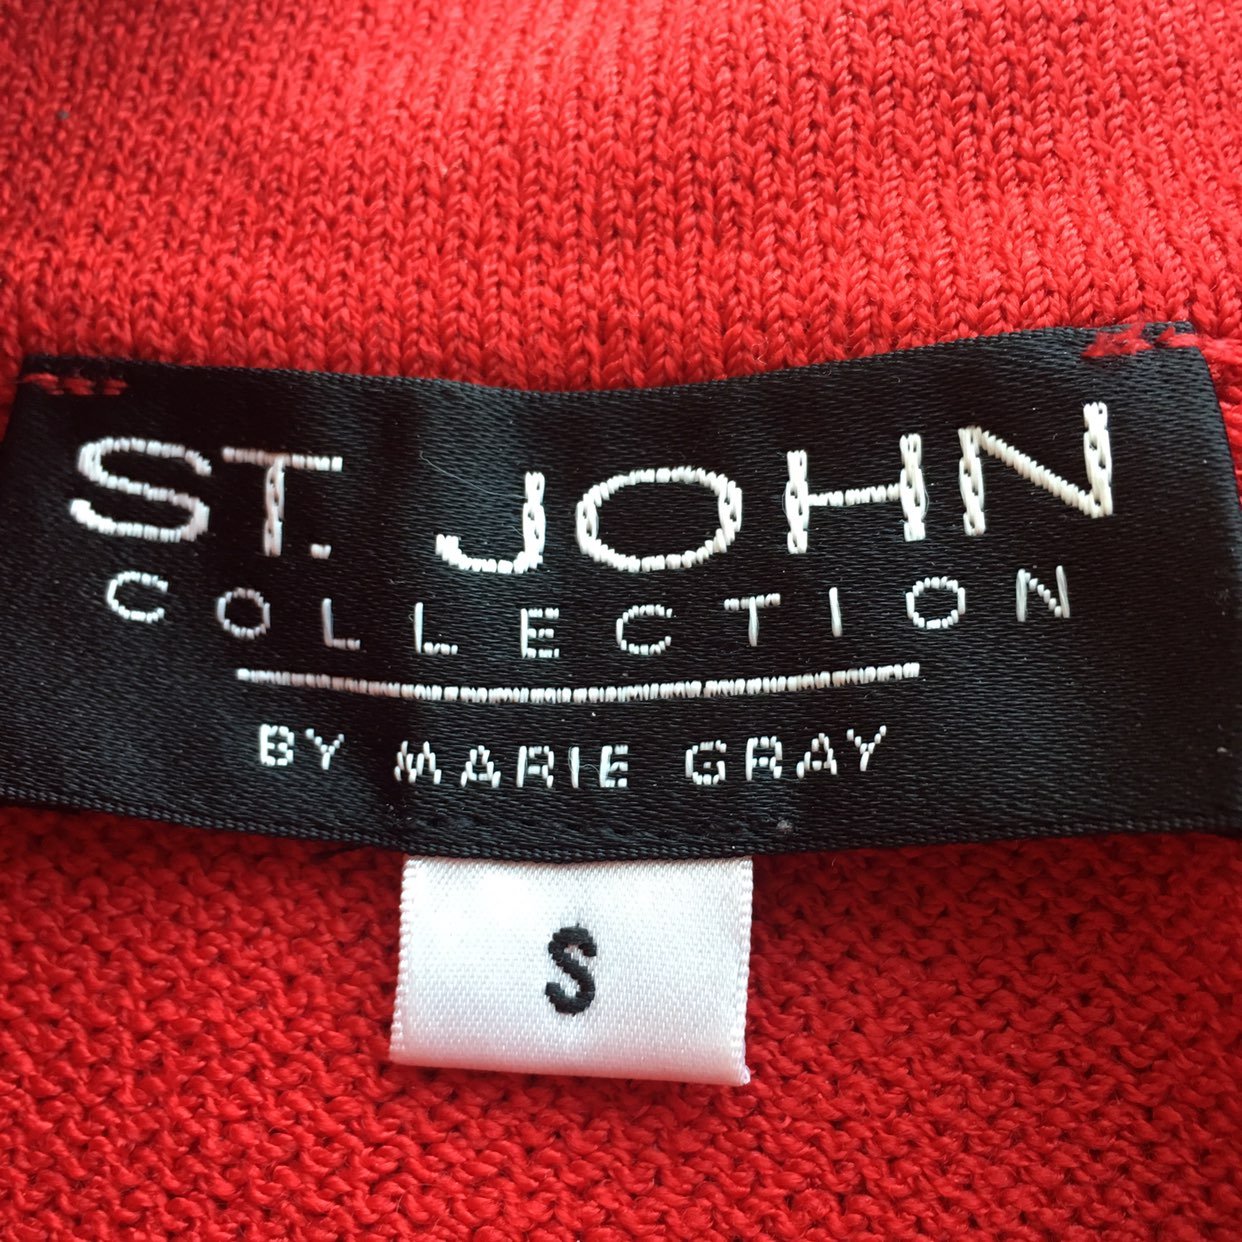 ST. JOHN
COLLECTION
BY MARIE GRAY
S